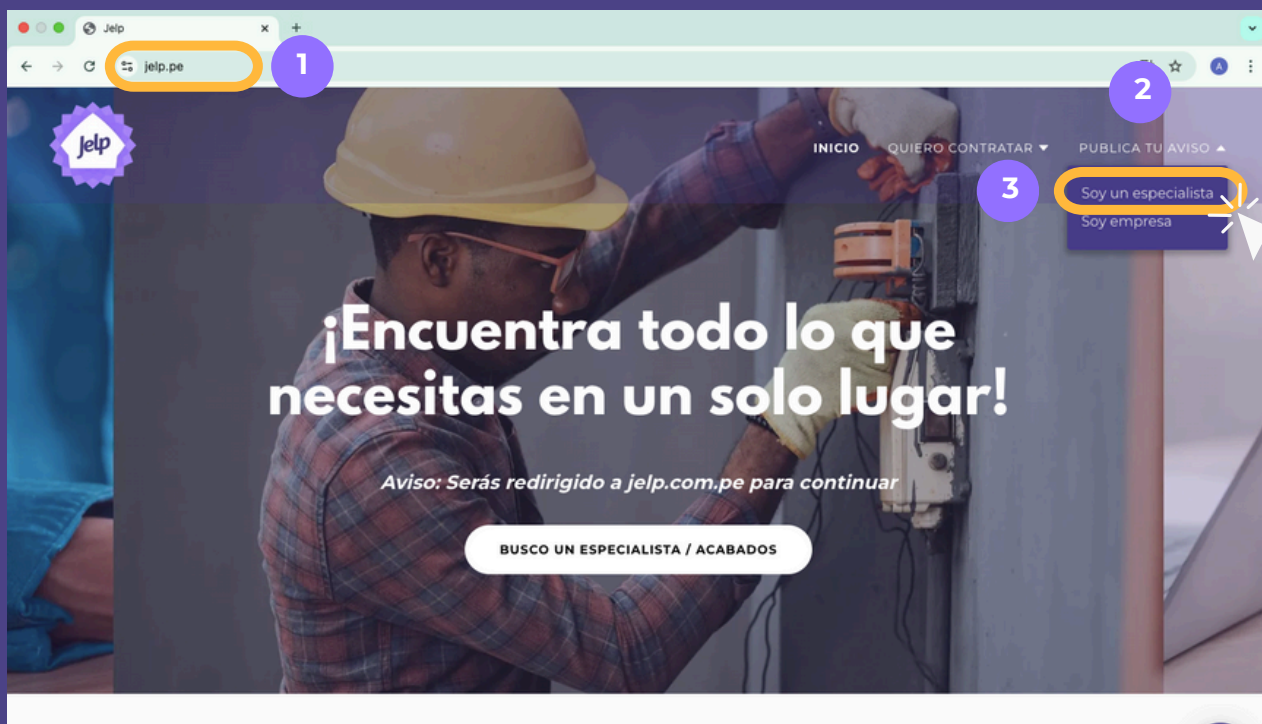 Jelp
jelp.pe
1
A
2
Jelp
INICIO
QUIERO CONTRATAR
PUBLICA TU AVISO
3
Soy un especialista
Soy empresa
¡Encuentra todo lo que
necesitas en un solo lugar!
Aviso: Serás redirigido a jelp.com.pe para continuar
BUSCO UN ESPECIALISTA / ACABADOS